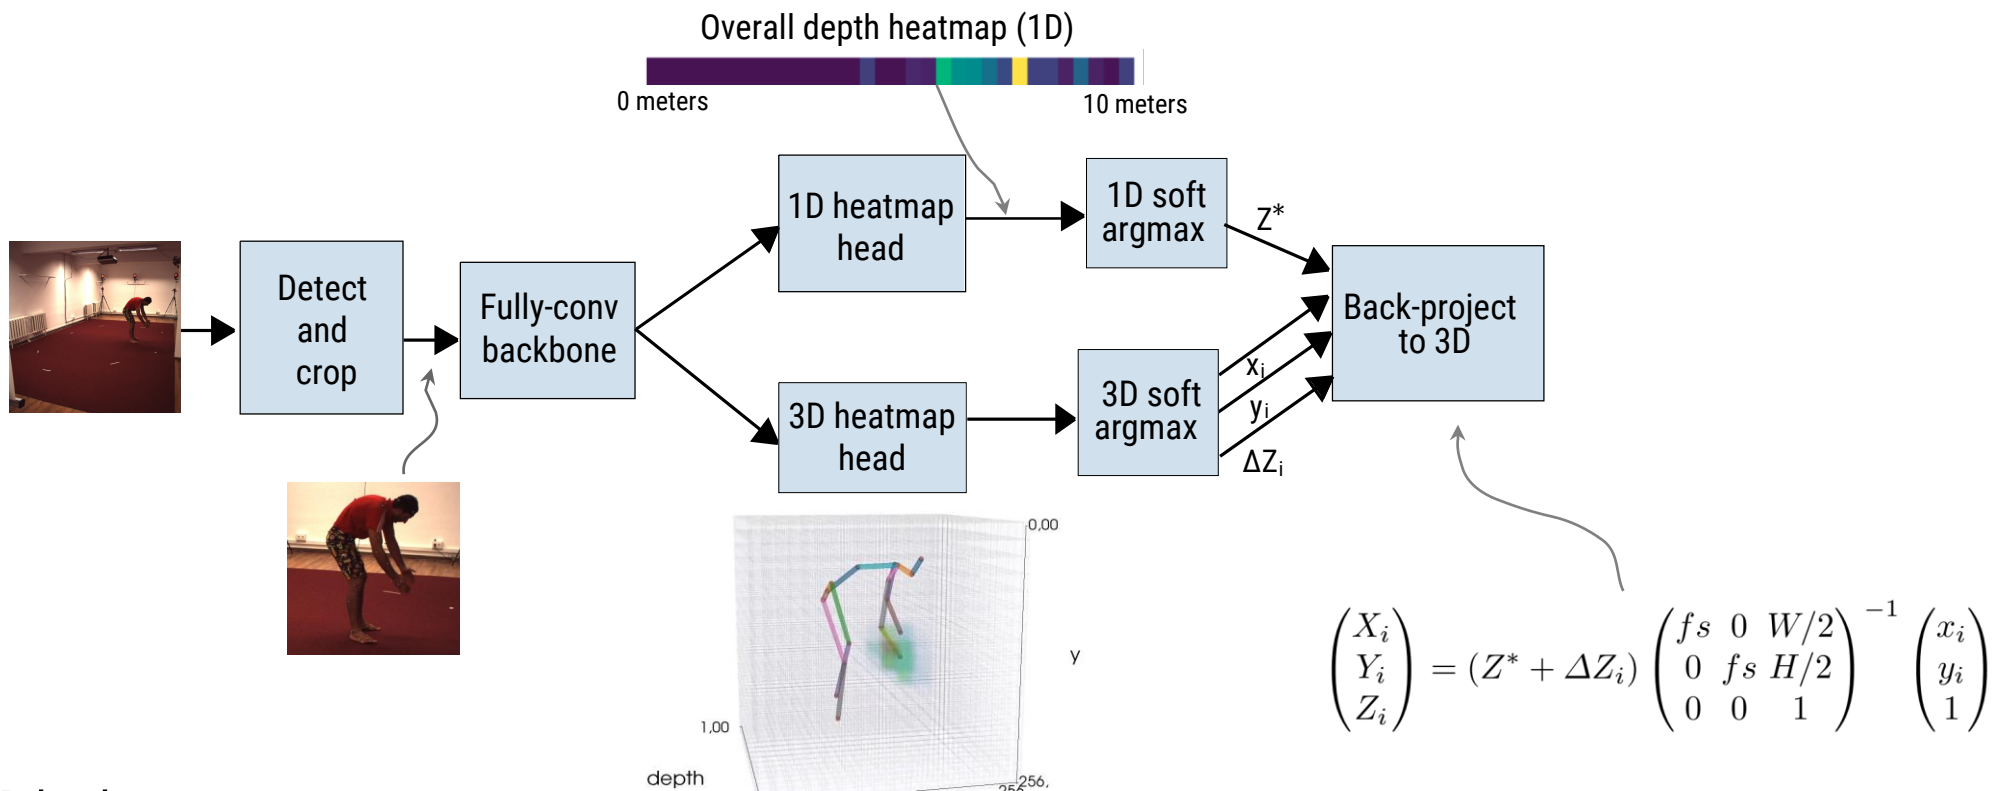 Overall depth heatmap (1D)
0 meters
10 meters
1D heatmap
head
1D soft
argmax
Z*
Detect
and
crop
Fully-conv
backbone
Back-project
to 3D
3D heatmap
head
3D soft
argmax
xᵢ
yᵢ
ΔZᵢ
0,00
y
1,00
depth
256,
256
(Xᵢ Yᵢ Zᵢ) = (Z* + ΔZᵢ) (fs 0 W/2 0 fs H/2 0 0 1)⁻¹ (xᵢ yᵢ 1)